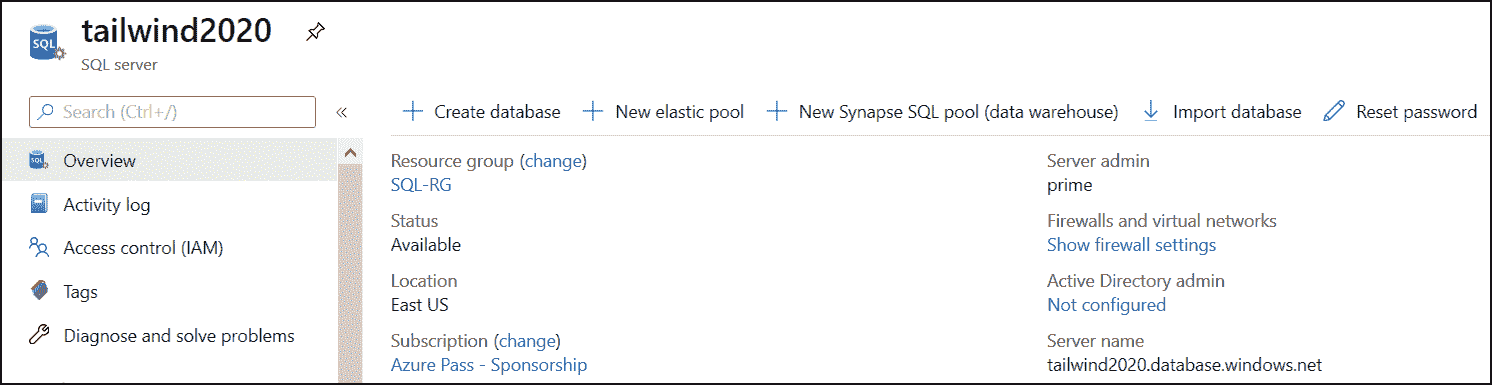 SQL
tailwind2020
SQL server
Search (Ctrl+/)
«
Create database
New elastic pool
New Synapse SQL pool (data warehouse)
Import database
Reset password
SQL
Overview
Activity log
Access control (IAM)
Tags
Diagnose and solve problems
Resource group (change)
SQL-RG
Status
Available
Location
East US
Subscription (change)
Azure Pass - Sponsorship
Server admin
prime
Firewalls and virtual networks
Show firewall settings
Active Directory admin
Not configured
Server name
tailwind2020.database.windows.net